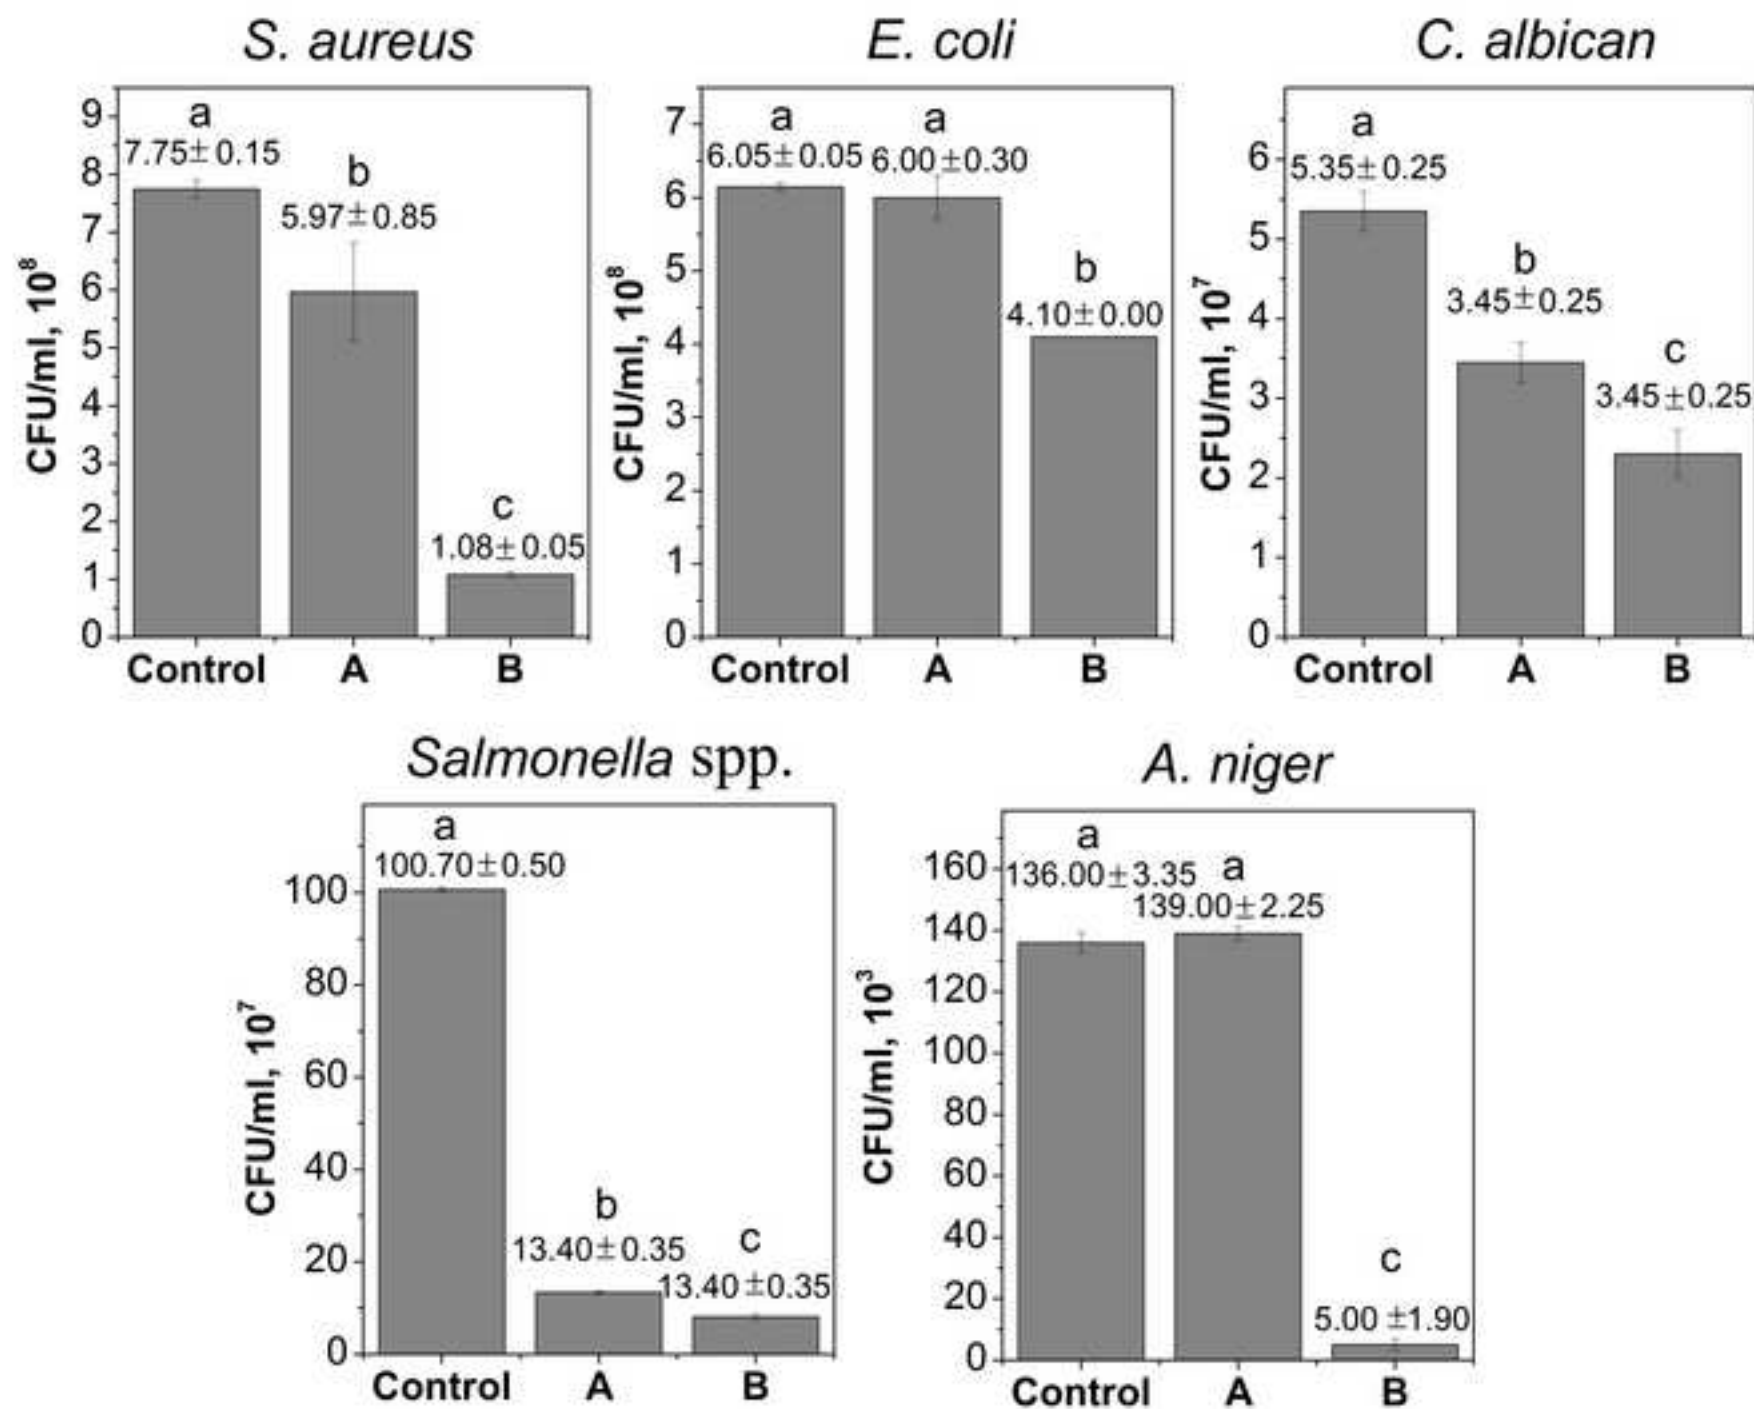 S. aureus
9
8
7
6
5
4
3
2
1
0
CFU/ml, 10⁸
a
7.75±0.15
b
5.97±0.85
c
1.08±0.05
Control A B
E. coli
7
6
5
4
3
2
1
0
CFU/ml, 10⁸
a
6.05±0.05
a
6.00±0.30
b
4.10±0.00
Control A B
C. albican
6
5
4
3
2
1
0
CFU/ml, 10⁷
a
5.35±0.25
b
3.45±0.25
c
3.45±0.25
Control A B
Salmonella spp.
100
80
60
40
20
0
CFU/ml, 10⁷
a
100.70±0.50
b
13.40±0.35
c
13.40±0.35
Control A B
A. niger
160
140
120
100
80
60
40
20
0
CFU/ml, 10³
a
136.00±3.35
a
139.00±2.25
c
5.00 ±1.90
Control A B